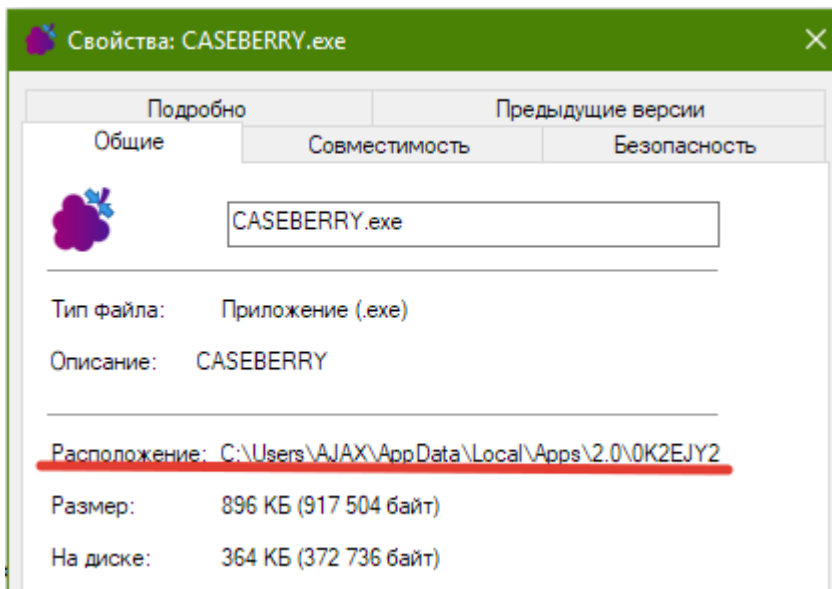 Свойства: CASEBERRY.exe
Подробно Предыдущие версии
Общие Совместимость Безопасность
CASEBERRY.exe
Тип файла: Приложение (.exe)
Описание: CASEBERRY
Расположение: C:\Users\AJAX\AppData\Local\Apps\2.0\0K2EJY2
Размер: 896 КБ (917 504 байт)
На диске: 364 КБ (372 736 байт)